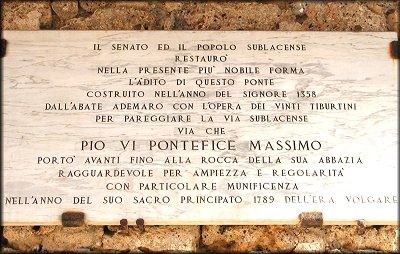 IL SENATO ED IL POPOLO SUBLACENSE
RESTAURO'
NELLA PRESENTE PIU' NOBILE FORMA
L'ADITO DI QUESTO PONTE
COSTRUITO NELL'ANNO DEL SIGNORE 1358
DALL'ABATE ADEMARO CON L'OPERA DEI VINTI TIBURTINI
PER PAREGGIARE LA VIA SUBLACENSE
VIA CHE
PIO VI PONTEFICE MASSIMO
PORTO' AVANTI FINO ALLA ROCCA DELLA SUA ABBAZIA
RAGGUARDEVOLE PER AMPIEZZA E REGOLARITA'
CON PARTICOLARE MUNIFICENZA
NELL'ANNO DEL SUO SACRO PRINCIPATO 1789 DELL'ERA VOLGARE